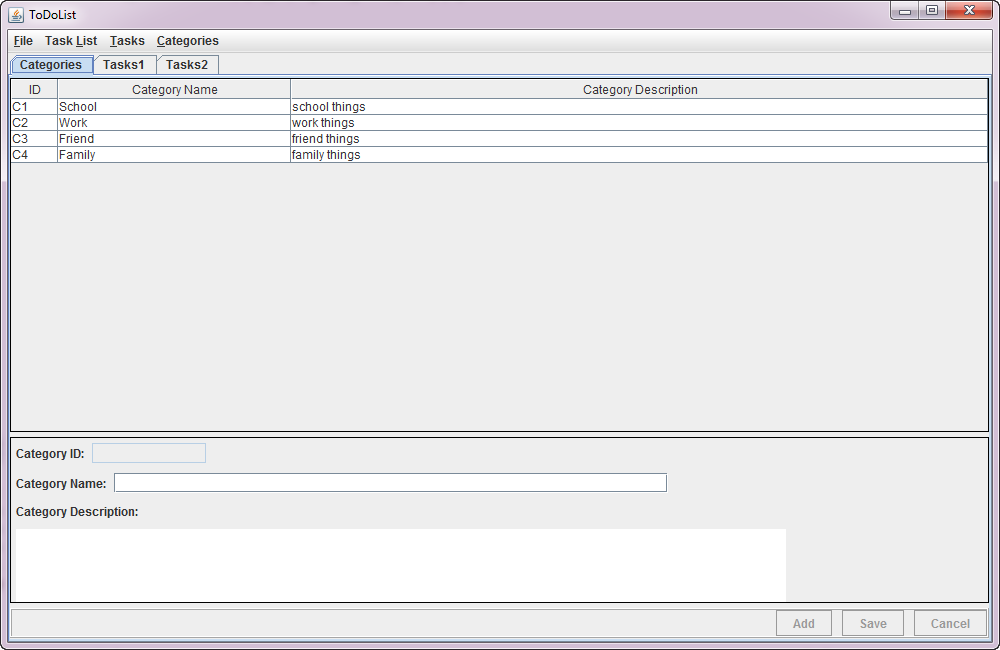 ToDoList
File Task List Tasks Categories
Categories Tasks1 Tasks2
ID Category Name Category Description
C1 School school things
C2 Work work things
C3 Friend friend things
C4 Family family things
Category ID:
Category Name:
Category Description:
Add Save Cancel